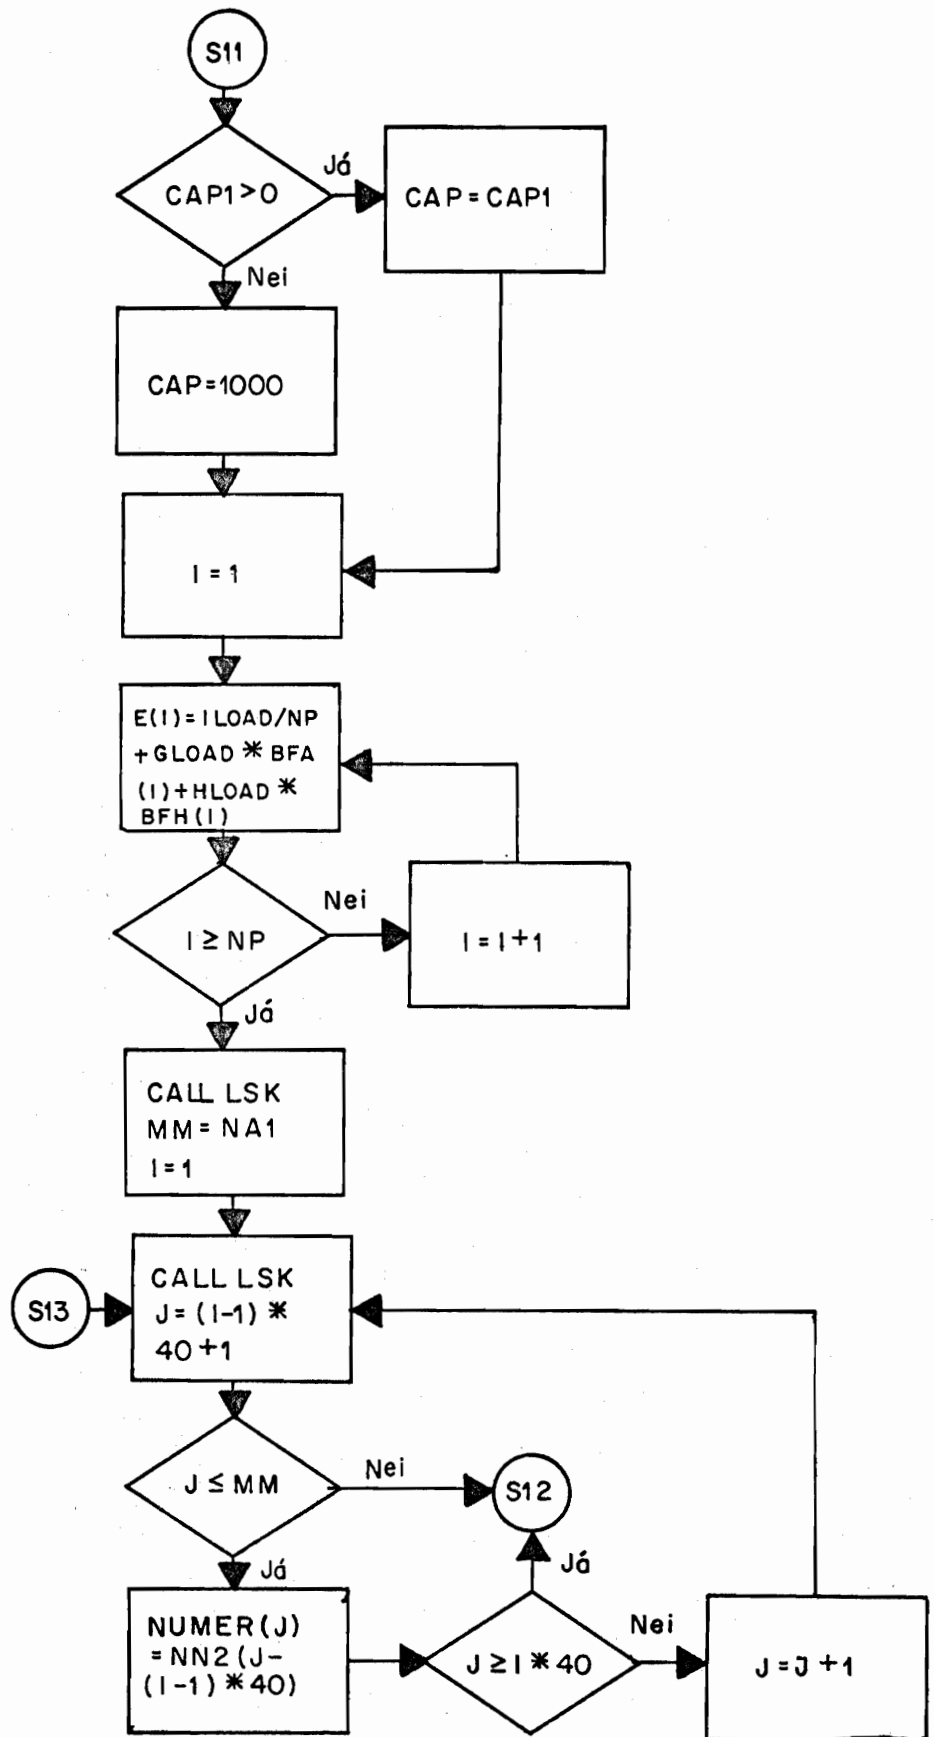 S11
CAP1>0
Já
CAP=CAP1
Nei
CAP=1000
I=1
E(I)=ILOAD/NP
+GLOAD*BFA
(I)+HLOAD*
BFH(I)
I≥NP
Nei
I=I+1
Já
CALL LSK
MM=NA1
I=1
S13
CALL LSK
J=(I-1)*
40+1
J≤MM
Nei
S12
Já
Já
NUMER(J)
=NN2(J-
(I-1)*40)
J≥I*40
Nei
J=J+1